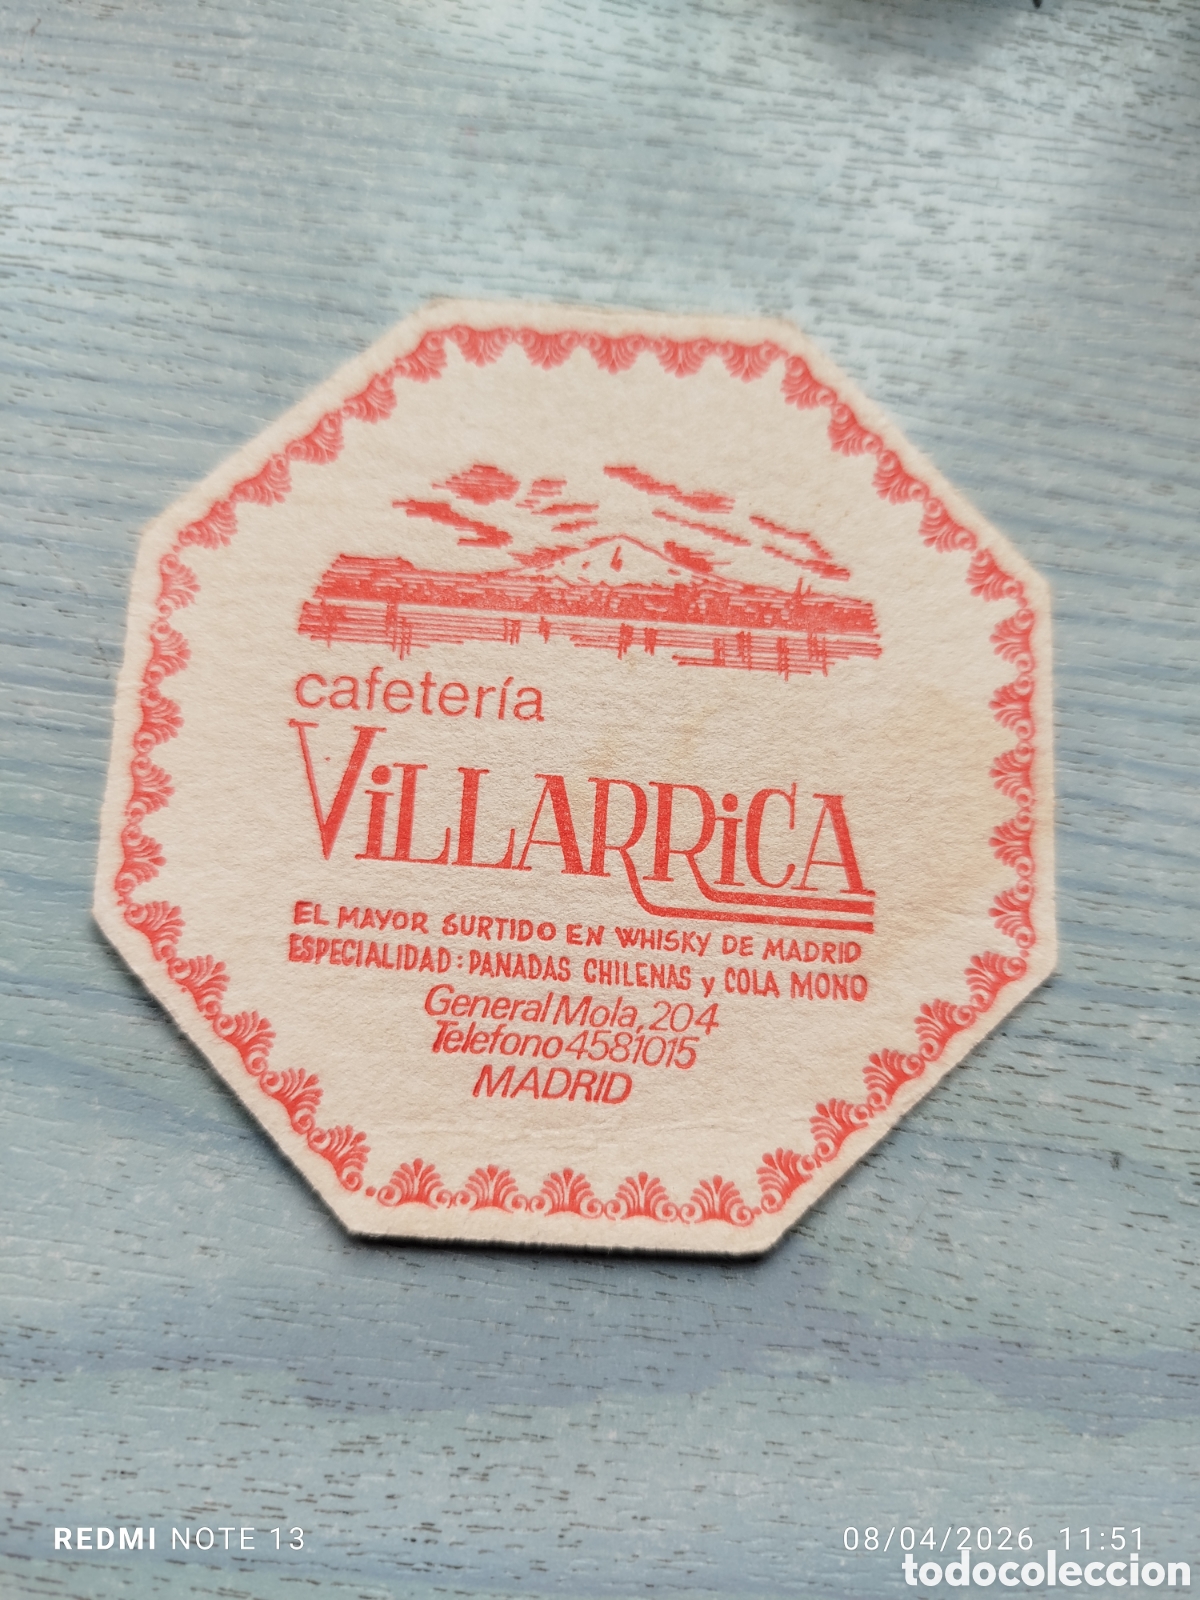 cafetería
ViLLARRiCA
EL MAYOR SURTIDO EN WHISKY DE MADRID
ESPECIALIDAD: PANADAS CHILENAS y COLA MONO
General Mola, 204
Telefono 4581015
MADRID
REDMI NOTE 13
08/04/2026 11:51
todocoleccion